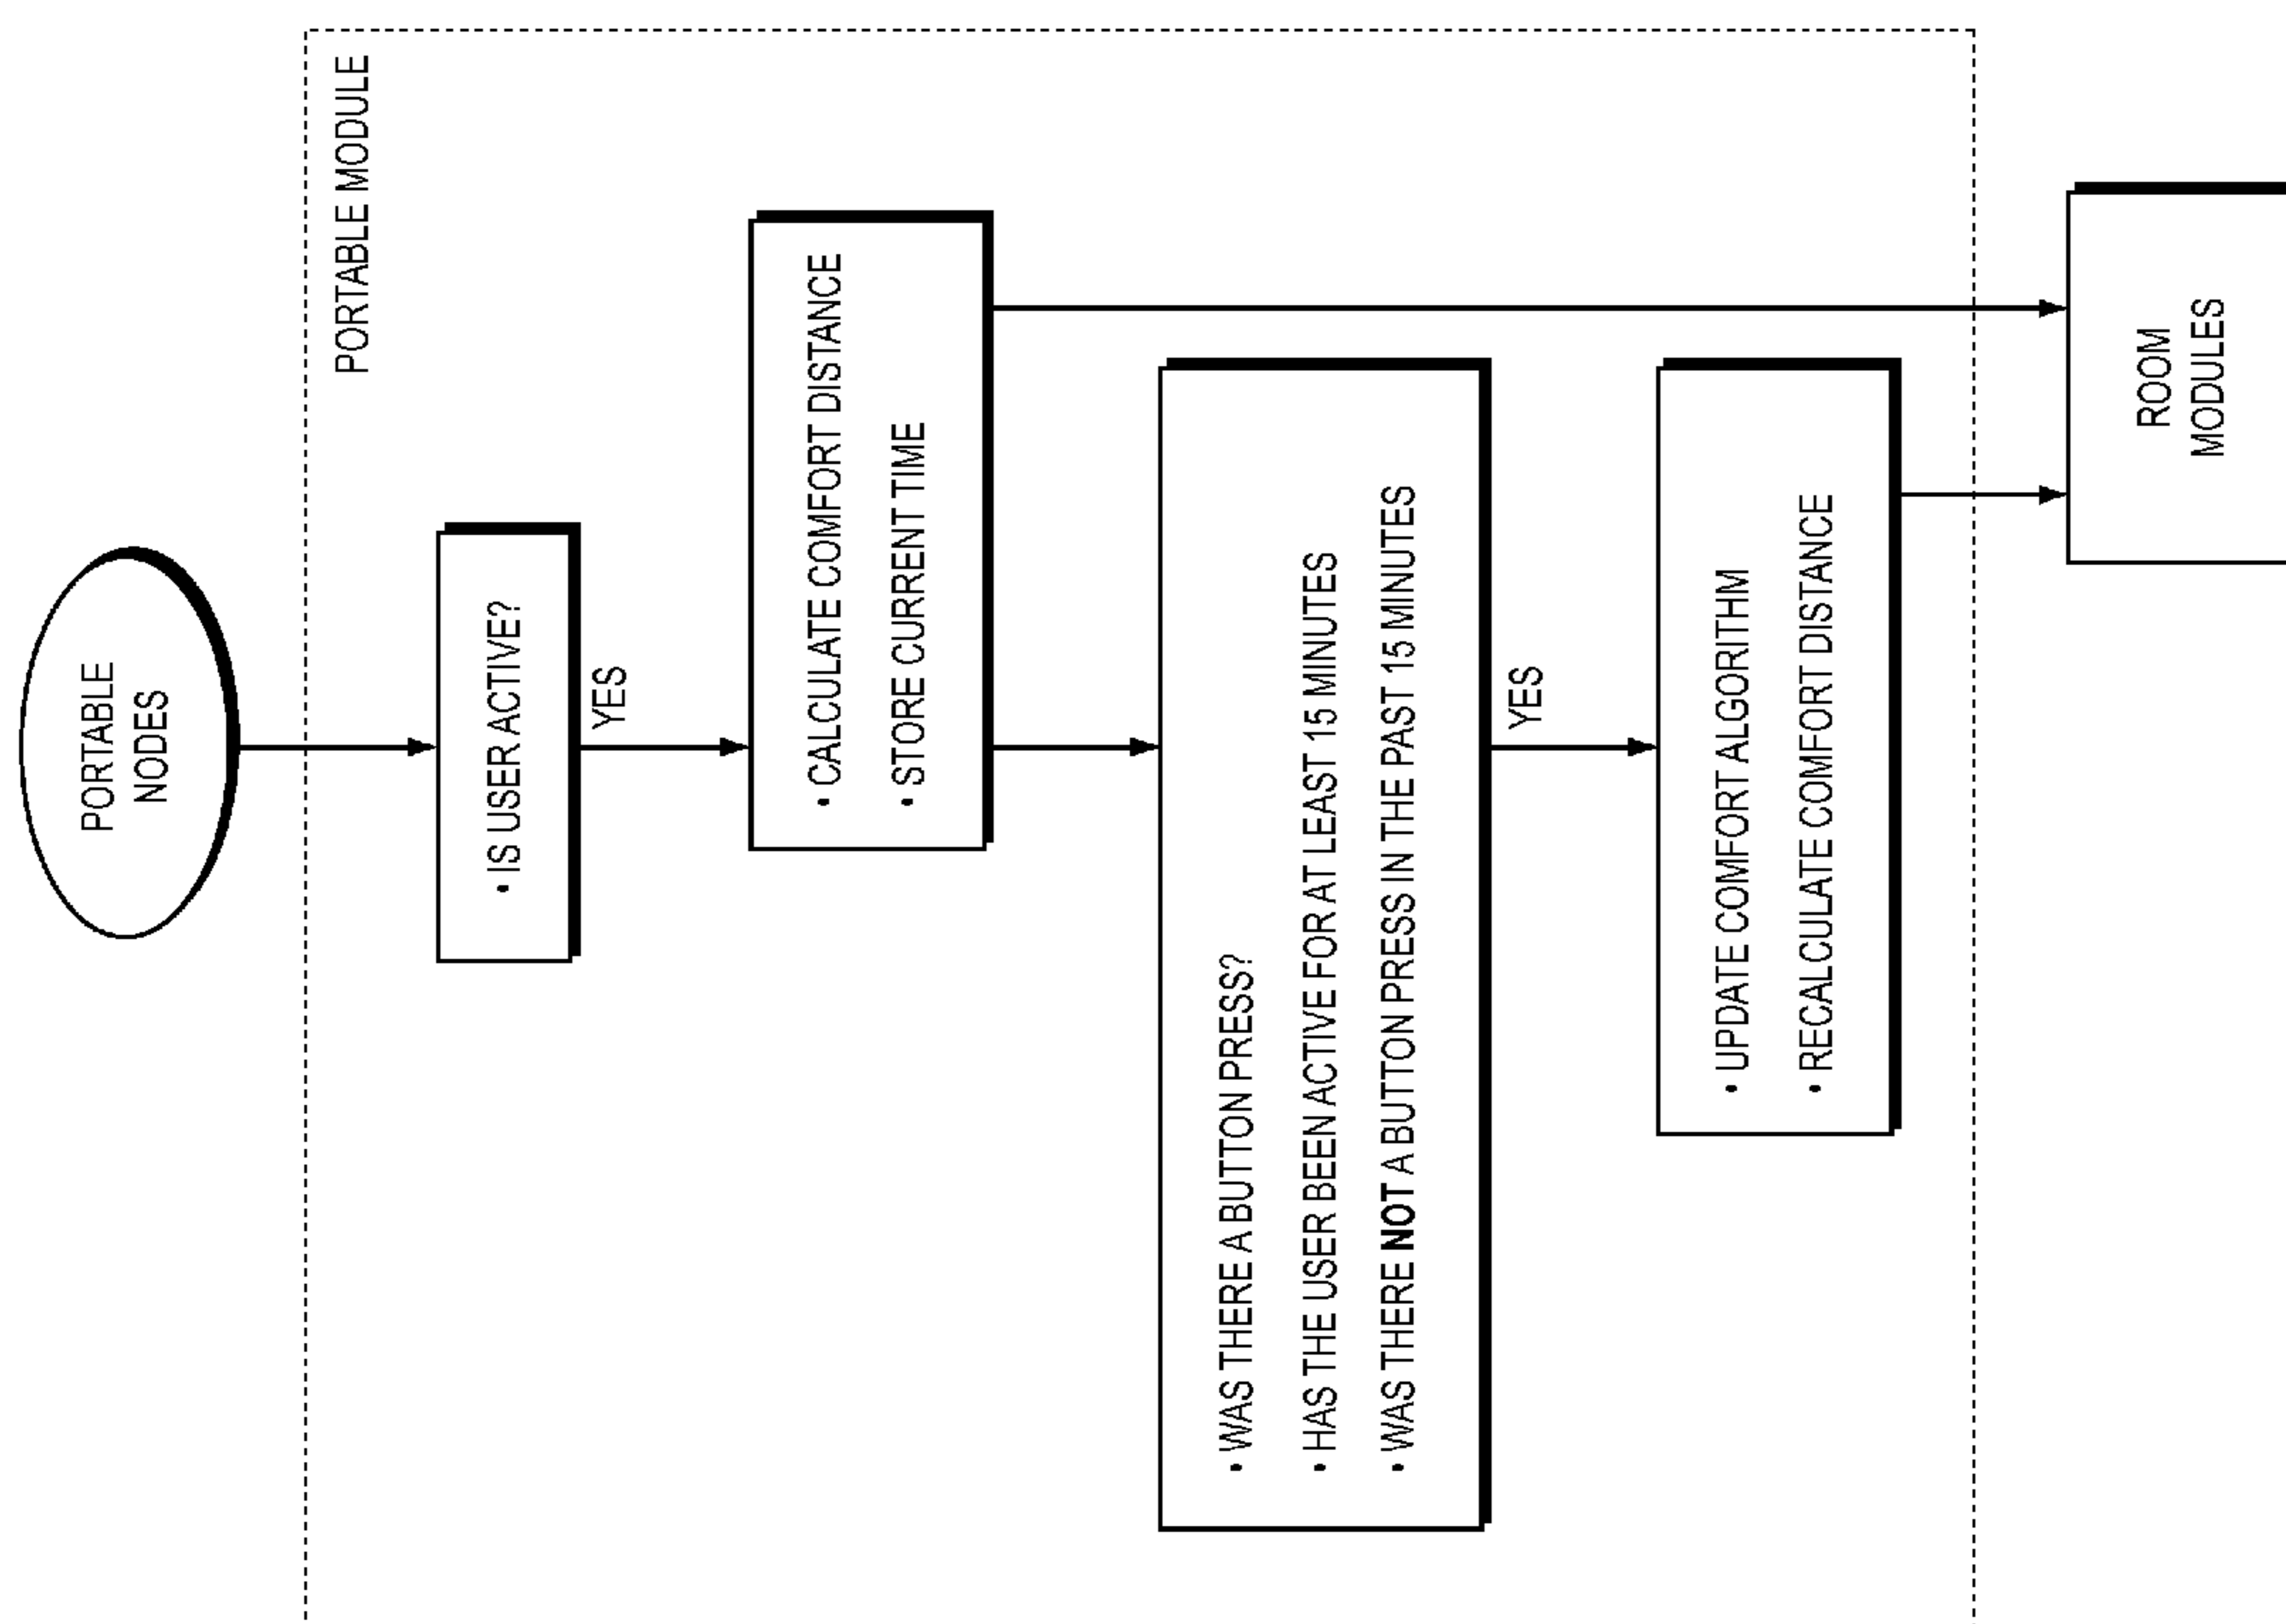 PORTABLE
NODES
PORTABLE MODULE
• IS USER ACTIVE?
YES
• CALCULATE COMFORT DISTANCE
• STORE CURRENT TIME
• WAS THERE A BUTTON PRESS?
• HAS THE USER BEEN ACTIVE FOR AT LEAST 15 MINUTES
• WAS THERE NOT A BUTTON PRESS IN THE PAST 15 MINUTES
YES
• UPDATE COMFORT ALGORITHM
• RECALCULATE COMFORT DISTANCE
ROOM
MODULES